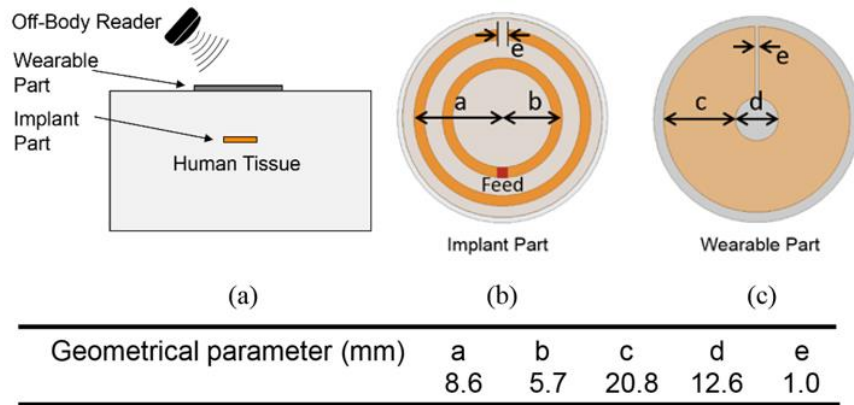 Off-Body Reader
Wearable
Part
Implant
Part
Human Tissue
(a)
e
a b
Feed
Implant Part
(b)
e
c d
Wearable Part
(c)
Geometrical parameter (mm) a b c d e
8.6 5.7 20.8 12.6 1.0